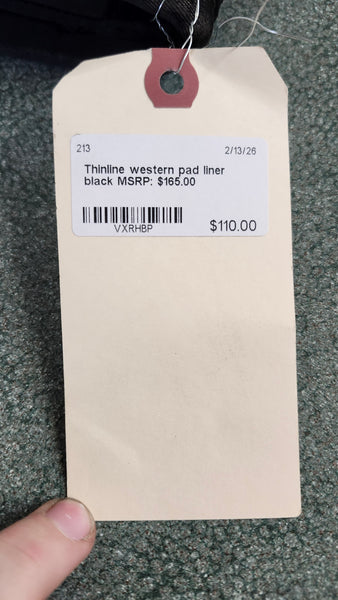 213 2/13/26
Thinline western pad liner
black MSRP: $165.00
VXRHBP $110.00